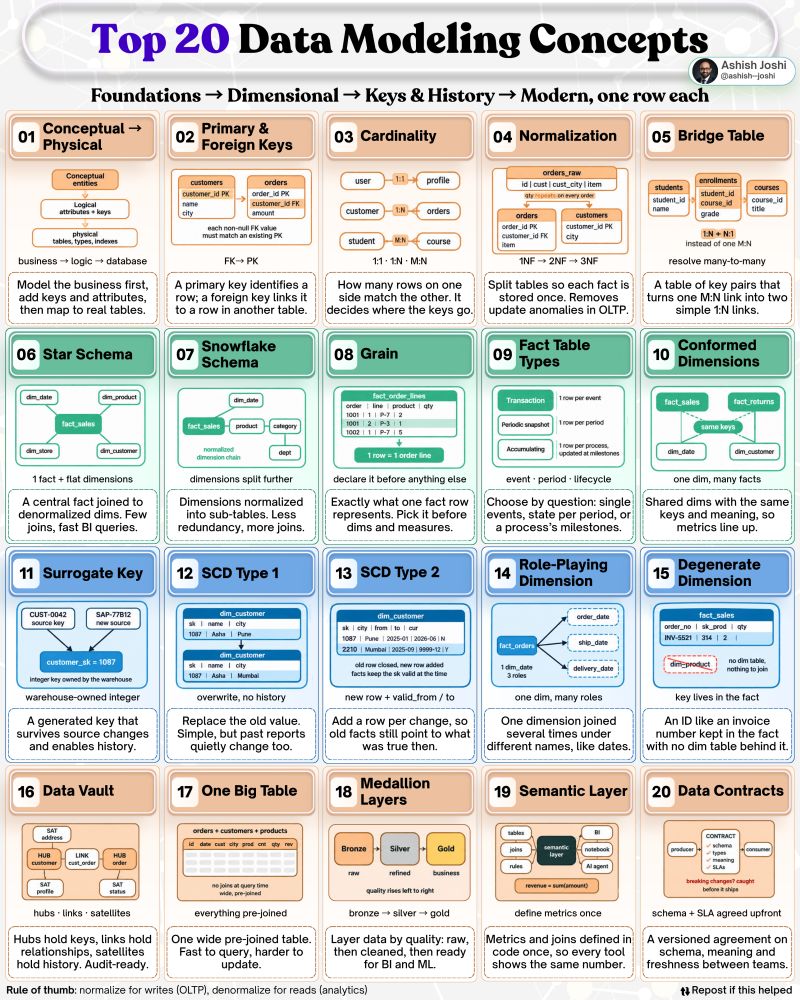 Top 20 Data Modeling Concepts
Ashish Joshi
@ashish--joshi
Foundations → Dimensional → Keys & History → Modern, one row each
01 Conceptual →
Physical
Conceptual
entities
Logical
attributes + keys
physical
tables, types, indexes
business → logic → database
Model the business first,
add keys and attributes,
then map to real tables.
02 Primary &
Foreign Keys
customers
customer_id PK
name
city
orders
order_id PK
customer_id FK
amount
each non-null FK value
must match an existing PK
FK→ PK
A primary key identifies a
row; a foreign key links it
to a row in another table.
03 Cardinality
user 1:1 profile
customer 1:N orders
student M:N course
1:1 · 1:N · M:N
How many rows on one
side match the other. It
decides where the keys go.
04 Normalization
orders_raw
id | cust | cust_city | item
qty repeats on every order
orders
order_id PK
customer_id FK
item
customers
customer_id PK
city
1NF → 2NF → 3NF
Split tables so each fact is
stored once. Removes
update anomalies in OLTP.
05 Bridge Table
students
student_id
name
enrollments
student_id
course_id
grade
courses
course_id
title
1:N + N:1
instead of one M:N
resolve many-to-many
A table of key pairs that
turns one M:N link into two
simple 1:N links.
06 Star Schema
dim_date
dim_product
fact_sales
dim_store
dim_customer
1 fact + flat dimensions
A central fact joined to
denormalized dims. Few
joins, fast BI queries.
07 Snowflake
Schema
dim_date
fact_sales
product
category
normalized
dimension chain
dept
dimensions split further
Dimensions normalized
into sub-tables. Less
redundancy, more joins.
08 Grain
fact_order_lines
order | line | product | qty
1001 | 1 | P-7 | 2
1001 | 2 | P-3 | 1
1002 | 1 | P-7 | 5
1 row = 1 order line
declare it before anything else
Exactly what one fact row
represents. Pick it before
dims and measures.
09 Fact Table
Types
Transaction
1 row per event
Periodic snapshot
1 row per period
Accumulating
1 row per process,
updated at milestones
event · period · lifecycle
Choose by question: single
events, state per period, or
a process's milestones.
10 Conformed
Dimensions
fact_sales
fact_returns
same keys
dim_date
dim_customer
one dim, many facts
Shared dims with the same
keys and meaning, so
metrics line up.
11 Surrogate Key
CUST-0042
source key
SAP-77B12
new source
customer_sk = 1087
integer key owned by the warehouse
warehouse-owned integer
A generated key that
survives source changes
and enables history.
12 SCD Type 1
dim_customer
sk | name | city
1087 | Asha | Pune
dim_customer
sk | name | city
1087 | Asha | Mumbai
overwrite, no history
Replace the old value.
Simple, but past reports
quietly change too.
13 SCD Type 2
dim_customer
sk | city | from | to | cur
1087 | Pune | 2025-01 | 2026-06 | N
2210 | Mumbai | 2025-09 | 9999-12 | Y
old row closed, new row added
facts keep the sk valid at the time
new row + valid_from / to
Add a row per change, so
old facts still point to what
was true then.
14 Role-Playing
Dimension
fact_orders
order_date
ship_date
delivery_date
1 dim_date
3 roles
one dim, many roles
One dimension joined
several times under
different names, like dates.
15 Degenerate
Dimension
fact_sales
order_no | sk_prod | qty
INV-5521 | 314 | 2 |
dim_product
no dim table,
nothing to join
key lives in the fact
An ID like an invoice
number kept in the fact
with no dim table behind it.
16 Data Vault
SAT
address
HUB
customer
LINK
cust_order
HUB
order
SAT
profile
SAT
status
hubs · links · satellites
Hubs hold keys, links hold
relationships, satellites
hold history. Audit-ready.
17 One Big Table
orders + customers + products
id date cust city prod cnt qty rev
no joins at query time
wide, pre-joined
everything pre-joined
One wide pre-joined table.
Fast to query, harder to
update.
18 Medallion
Layers
Bronze
Silver
Gold
raw
refined
business
quality rises left to right
bronze → silver → gold
Layer data by quality: raw,
then cleaned, then ready
for BI and ML.
19 Semantic Layer
tables
joins
rules
semantic
layer
BI
notebook
AI agent
revenue = sum(amount)
define metrics once
Metrics and joins defined in
code once, so every tool
shows the same number.
20 Data Contracts
producer
CONTRACT
✓ schema
✓ types
✓ meaning
✓ SLAs
consumer
breaking changes? caught
before it ships
schema + SLA agreed upfront
A versioned agreement on
schema, meaning and
freshness between teams.
Rule of thumb: normalize for writes (OLTP), denormalize for reads (analytics)
Repost if this helped